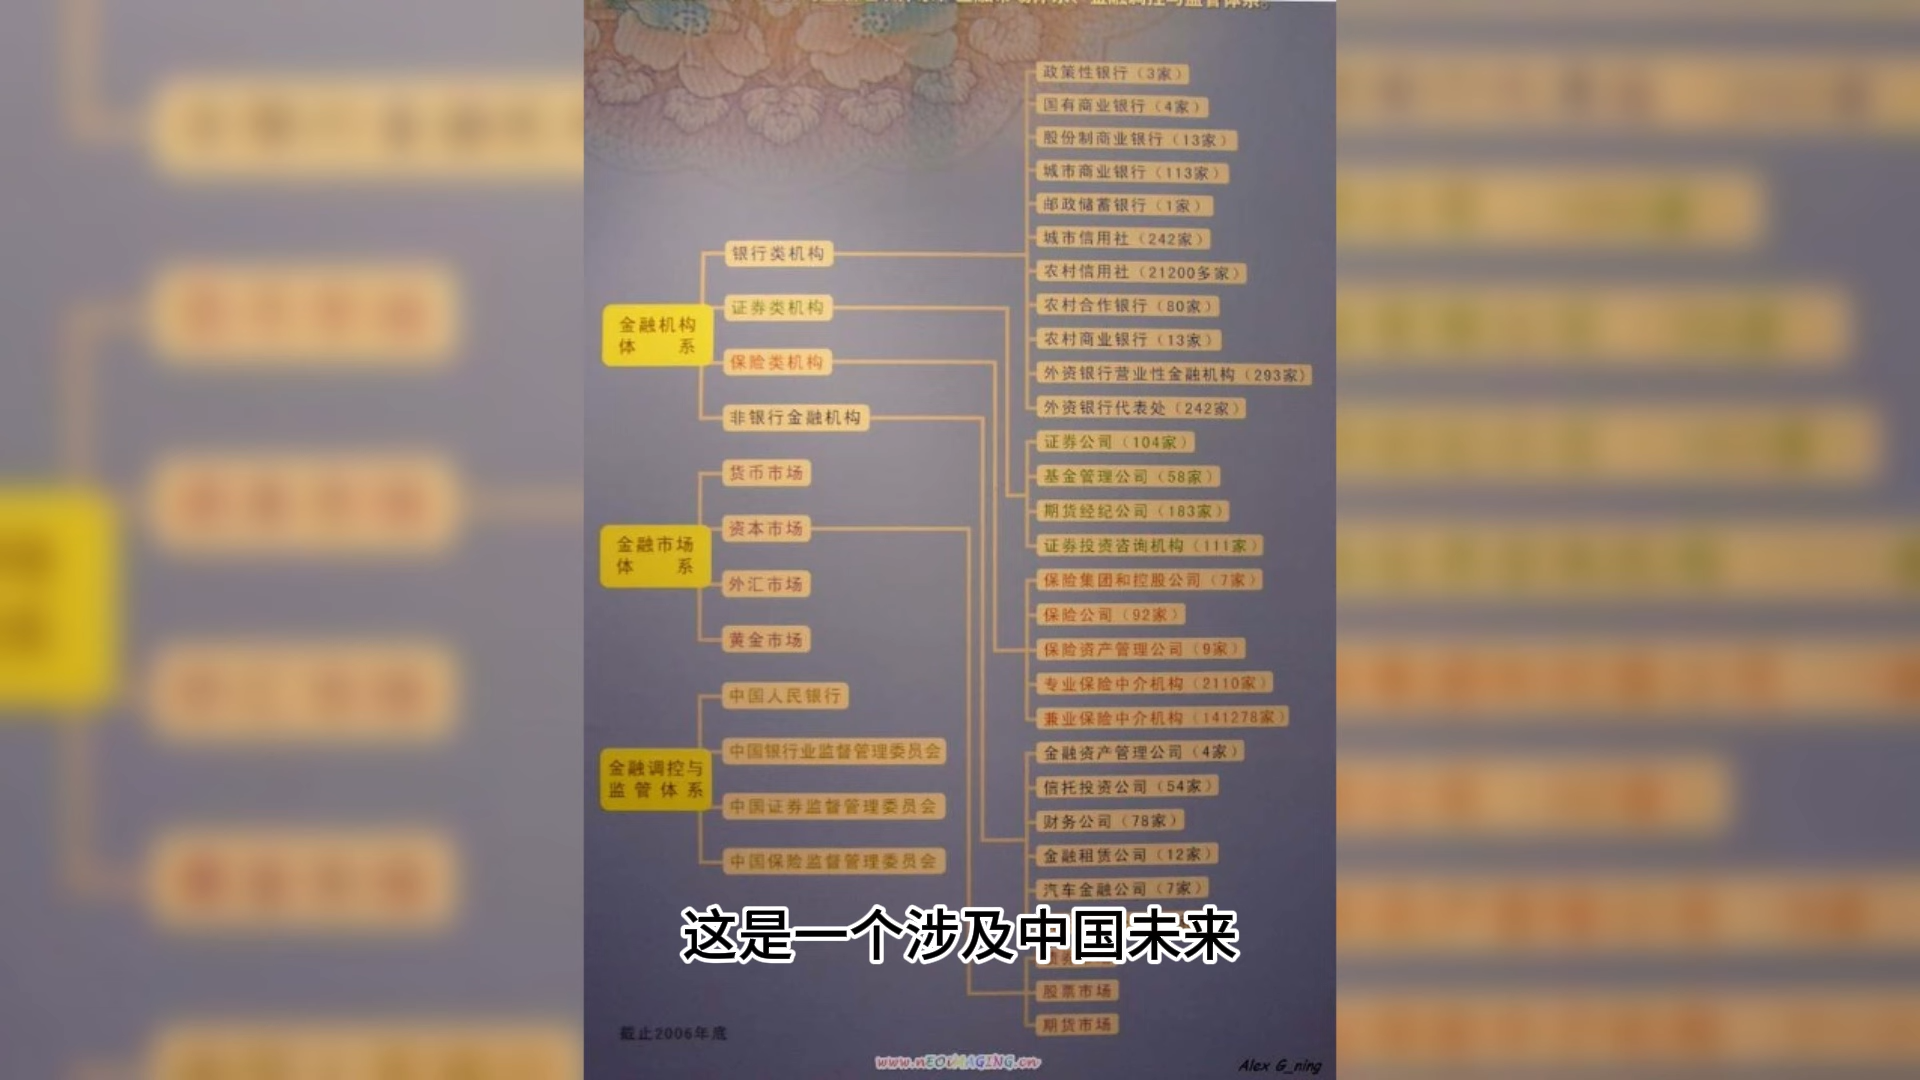 金融调控与监管体系。
政策性银行（3家）
国有商业银行（4家）
股份制商业银行（13家）
城市商业银行（113家）
邮政储蓄银行（1家）
城市信用社（242家）
农村信用社（21200多家）
农村合作银行（80家）
农村商业银行（13家）
外资银行营业性金融机构（293家）
外资银行代表处（242家）
证券公司（104家）
基金管理公司（58家）
期货经纪公司（183家）
证券投资咨询机构（111家）
保险集团和控股公司（7家）
保险公司（92家）
保险资产管理公司（9家）
专业保险中介机构（2110家）
兼业保险中介机构（141278家）
金融资产管理公司（4家）
信托投资公司（54家）
财务公司（78家）
金融租赁公司（12家）
汽车金融公司（7家）
股票市场
期货市场
银行类机构
证券类机构
保险类机构
非银行金融机构
货币市场
资本市场
外汇市场
黄金市场
中国人民银行
中国银行业监督管理委员会
中国证券监督管理委员会
中国保险监督管理委员会
金融机构
体系
金融市场
体系
金融调控与
监管体系
这是一个涉及中国未来
截止2006年底
www.nEOiMAGING.cn
Alex G_ning